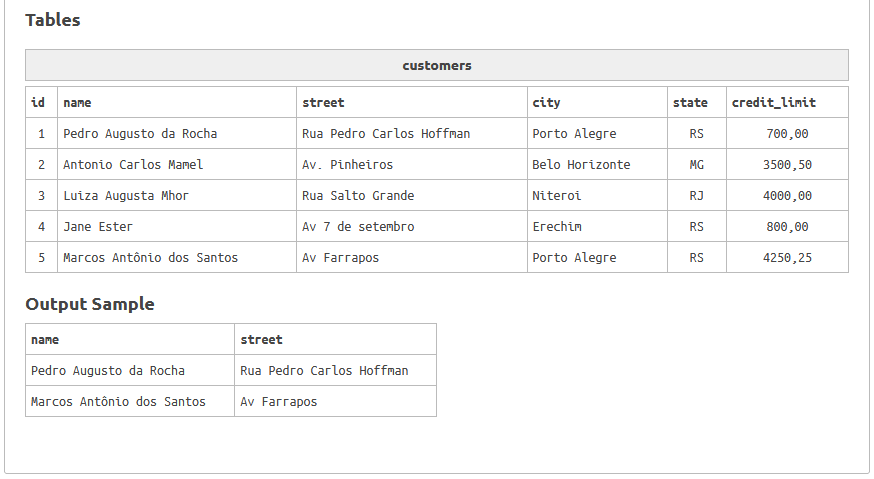 Tables
customers
id name street city state credit_limit
1 Pedro Augusto da Rocha Rua Pedro Carlos Hoffman Porto Alegre RS 700,00
2 Antonio Carlos Mamel Av. Pinheiros Belo Horizonte MG 3500,50
3 Luiza Augusta Mhor Rua Salto Grande Niteroi RJ 4000,00
4 Jane Ester Av 7 de setembro Erechim RS 800,00
5 Marcos Antônio dos Santos Av Farrapos Porto Alegre RS 4250,25
Output Sample
name street
Pedro Augusto da Rocha Rua Pedro Carlos Hoffman
Marcos Antônio dos Santos Av Farrapos